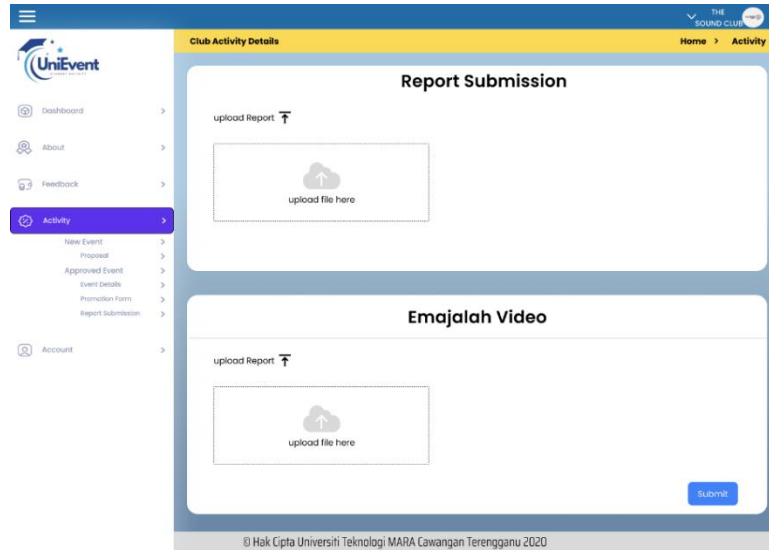 THE
SOUND CLUB
UniEvent
Club Activity Details
Home > Activity
Dashboard >
About >
Feedback >
Activity >
New Event >
Proposal >
Approved Event >
Event Details >
Promotion Form >
Report Submission >
Account >
Report Submission
upload Report
upload file here
Emajalah Video
upload Report
upload file here
Submit
© Hak Cipta Universiti Teknologi MARA Cawangan Terengganu 2020